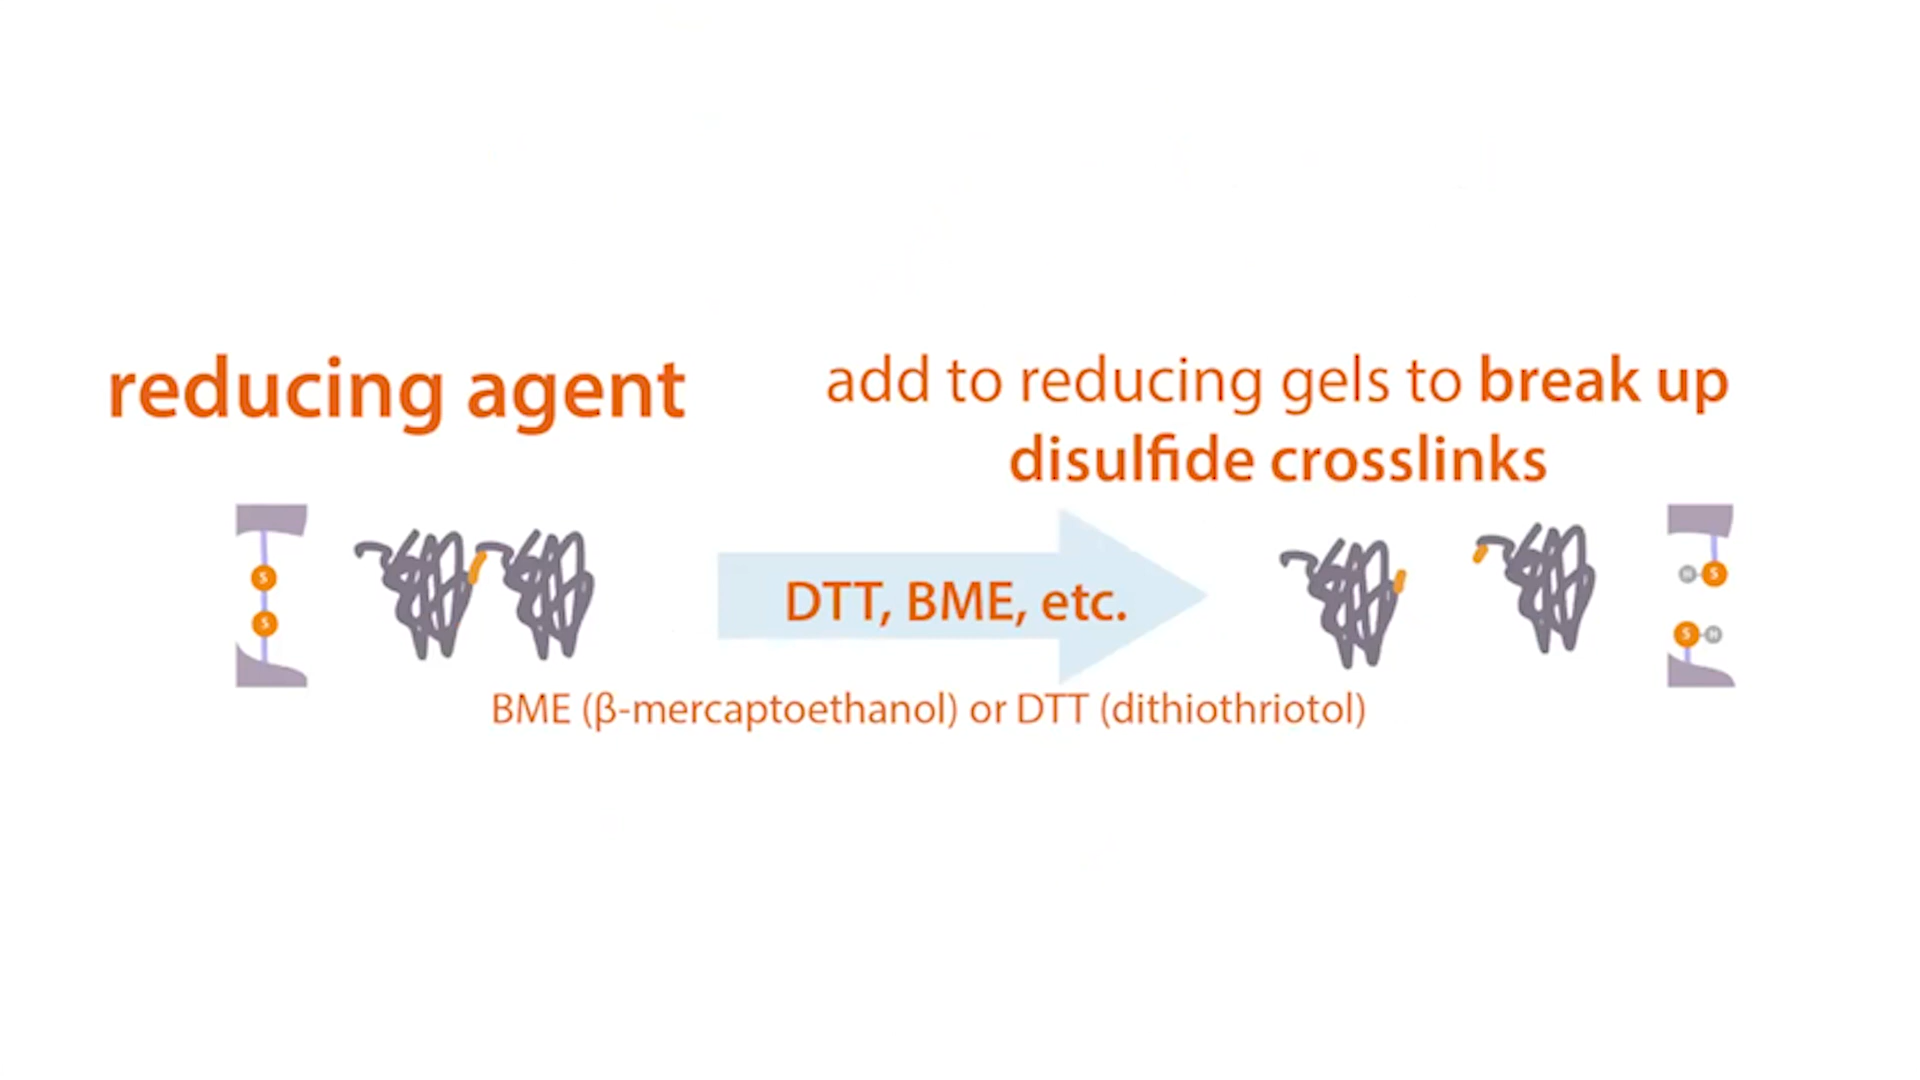 reducing agent
add to reducing gels to break up
disulfide crosslinks
S
S
DTT, BME, etc.
H S
S H
BME (β-mercaptoethanol) or DTT (dithiothriotol)